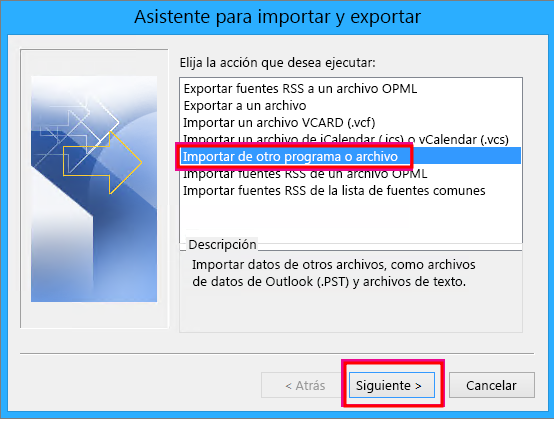 Asistente para importar y exportar
Elija la acción que desea ejecutar:
Exportar fuentes RSS a un archivo OPML
Exportar a un archivo
Importar un archivo VCARD (.vcf)
Importar un archivo de iCalendar (.ics) o vCalendar (.vcs)
Importar de otro programa o archivo
Importar fuentes RSS de un archivo OPML
Importar fuentes RSS de la lista de fuentes comunes
Descripción
Importar datos de otros archivos, como archivos
de datos de Outlook (.PST) y archivos de texto.
< Atrás
Siguiente >
Cancelar